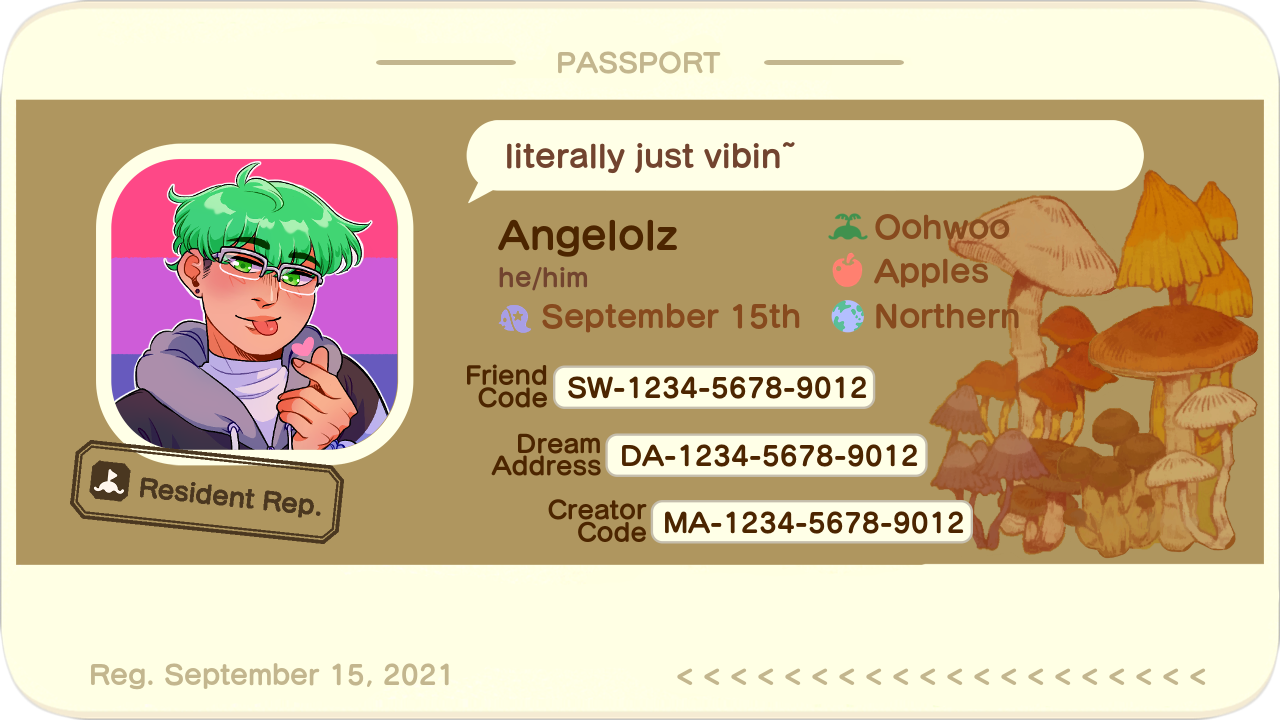 PASSPORT
literally just vibin~
Angelolz
he/him
September 15th
Oohwoo
Apples
Northern
Friend
Code
SW-1234-5678-9012
Dream
Address
DA-1234-5678-9012
Creator
Code
MA-1234-5678-9012
Resident Rep.
Reg. September 15, 2021
< < < < < < < < < < < < < < < < < < < <